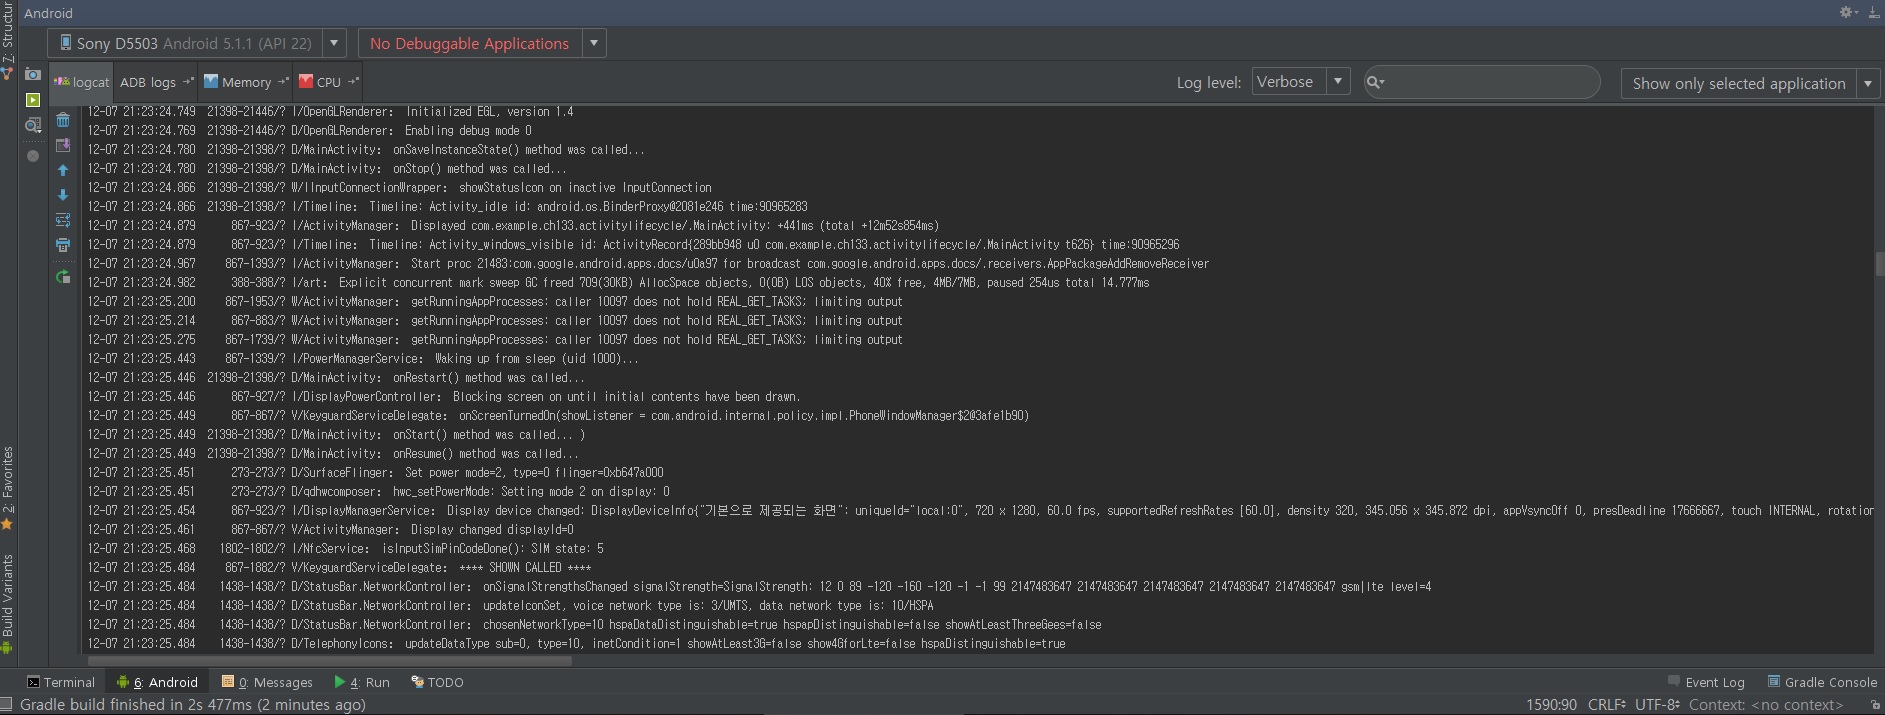 Android
Sony D5503 Android 5.1.1 (API 22)
No Debuggable Applications
logcat
ADB logs
Memory
CPU
Log level:
Verbose
Show only selected application
12-07 21:23:24.749 21398-21446/? I/OpenGLRenderer: Initialized EGL, version 1.4
12-07 21:23:24.769 21398-21446/? D/OpenGLRenderer: Enabling debug mode 0
12-07 21:23:24.780 21398-21398/? D/MainActivity: onSaveInstanceState() method was called...
12-07 21:23:24.780 21398-21398/? D/MainActivity: onStop() method was called...
12-07 21:23:24.866 21398-21398/? W/IInputConnectionWrapper: showStatusIcon on inactive InputConnection
12-07 21:23:24.866 21398-21398/? I/Timeline: Timeline: Activity_idle id: android.os.BinderProxy@2081e246 time:90965283
12-07 21:23:24.879 867-923/? I/ActivityManager: Displayed com.example.ch133.activitylifecycle/.MainActivity: +441ms (total +12m52s854ms)
12-07 21:23:24.879 867-923/? I/Timeline: Timeline: Activity_windows_visible id: ActivityRecord{289bb948 u0 com.example.ch133.activitylifecycle/.MainActivity t626} time:90965296
12-07 21:23:24.967 867-1393/? I/ActivityManager: Start proc 21483:com.google.android.apps.docs/u0a97 for broadcast com.google.android.apps.docs/.receivers.AppPackageAddRemoveReceiver
12-07 21:23:24.982 388-388/? I/art: Explicit concurrent mark sweep GC freed 709(30KB) AllocSpace objects, 0(0B) LOS objects, 40% free, 4MB/7MB, paused 254us total 14.777ms
12-07 21:23:25.200 867-1953/? W/ActivityManager: getRunningAppProcesses: caller 10097 does not hold REAL_GET_TASKS; limiting output
12-07 21:23:25.214 867-883/? W/ActivityManager: getRunningAppProcesses: caller 10097 does not hold REAL_GET_TASKS; limiting output
12-07 21:23:25.275 867-1739/? W/ActivityManager: getRunningAppProcesses: caller 10097 does not hold REAL_GET_TASKS; limiting output
12-07 21:23:25.443 867-1339/? I/PowerManagerService: Waking up from sleep (uid 1000)...
12-07 21:23:25.446 21398-21398/? D/MainActivity: onRestart() method was called...
12-07 21:23:25.446 867-927/? I/DisplayPowerController: Blocking screen on until initial contents have been drawn.
12-07 21:23:25.449 867-867/? V/KeyguardServiceDelegate: onScreenTurnedOn(showListener = com.android.internal.policy.impl.PhoneWindowManager$2@3afe1b90)
12-07 21:23:25.449 21398-21398/? D/MainActivity: onStart() method was called... )
12-07 21:23:25.449 21398-21398/? D/MainActivity: onResume() method was called...
12-07 21:23:25.451 273-273/? D/SurfaceFlinger: Set power mode=2, type=0 flinger=0xb647a000
12-07 21:23:25.451 273-273/? D/qdhwcomposer: hwc_setPowerMode: Setting mode 2 on display: 0
12-07 21:23:25.454 867-923/? I/DisplayManagerService: Display device changed: DisplayDeviceInfo{"기본으로 제공되는 화면": uniqueId="local:0", 720 x 1280, 60.0 fps, supportedRefreshRates [60.0], density 320, 345.056 x 345.872 dpi, appVsyncOff 0, presDeadline 17666667, touch INTERNAL, rotation
12-07 21:23:25.461 867-867/? V/ActivityManager: Display changed displayId=0
12-07 21:23:25.468 1802-1802/? I/NfcService: isInputSimPinCodeDone(): SIM state: 5
12-07 21:23:25.484 867-1882/? V/KeyguardServiceDelegate: **** SHOWN CALLED ****
12-07 21:23:25.484 1438-1438/? D/StatusBar.NetworkController: onSignalStrengthsChanged signalStrength=SignalStrength: 12 0 89 -120 -160 -120 -1 -1 99 2147483647 2147483647 2147483647 2147483647 2147483647 gsm|lte level=4
12-07 21:23:25.484 1438-1438/? D/StatusBar.NetworkController: updateIconSet, voice network type is: 3/UMTS, data network type is: 10/HSPA
12-07 21:23:25.484 1438-1438/? D/StatusBar.NetworkController: chosenNetworkType=10 hspaDataDistinguishable=true hspapDistinguishable=false showAtLeastThreeGees=false
12-07 21:23:25.484 1438-1438/? D/TelephonyIcons: updateDataType sub=0, type=10, inetCondition=1 showAtLeast3G=false show4GforLte=false hspaDistinguishable=true
7: Structur
2: Favorites
Build Variants
Terminal
6: Android
0: Messages
4: Run
TODO
Event Log
Gradle Console
Gradle build finished in 2s 477ms (2 minutes ago)
1590:90
CRLF
UTF-8
Context: <no context>